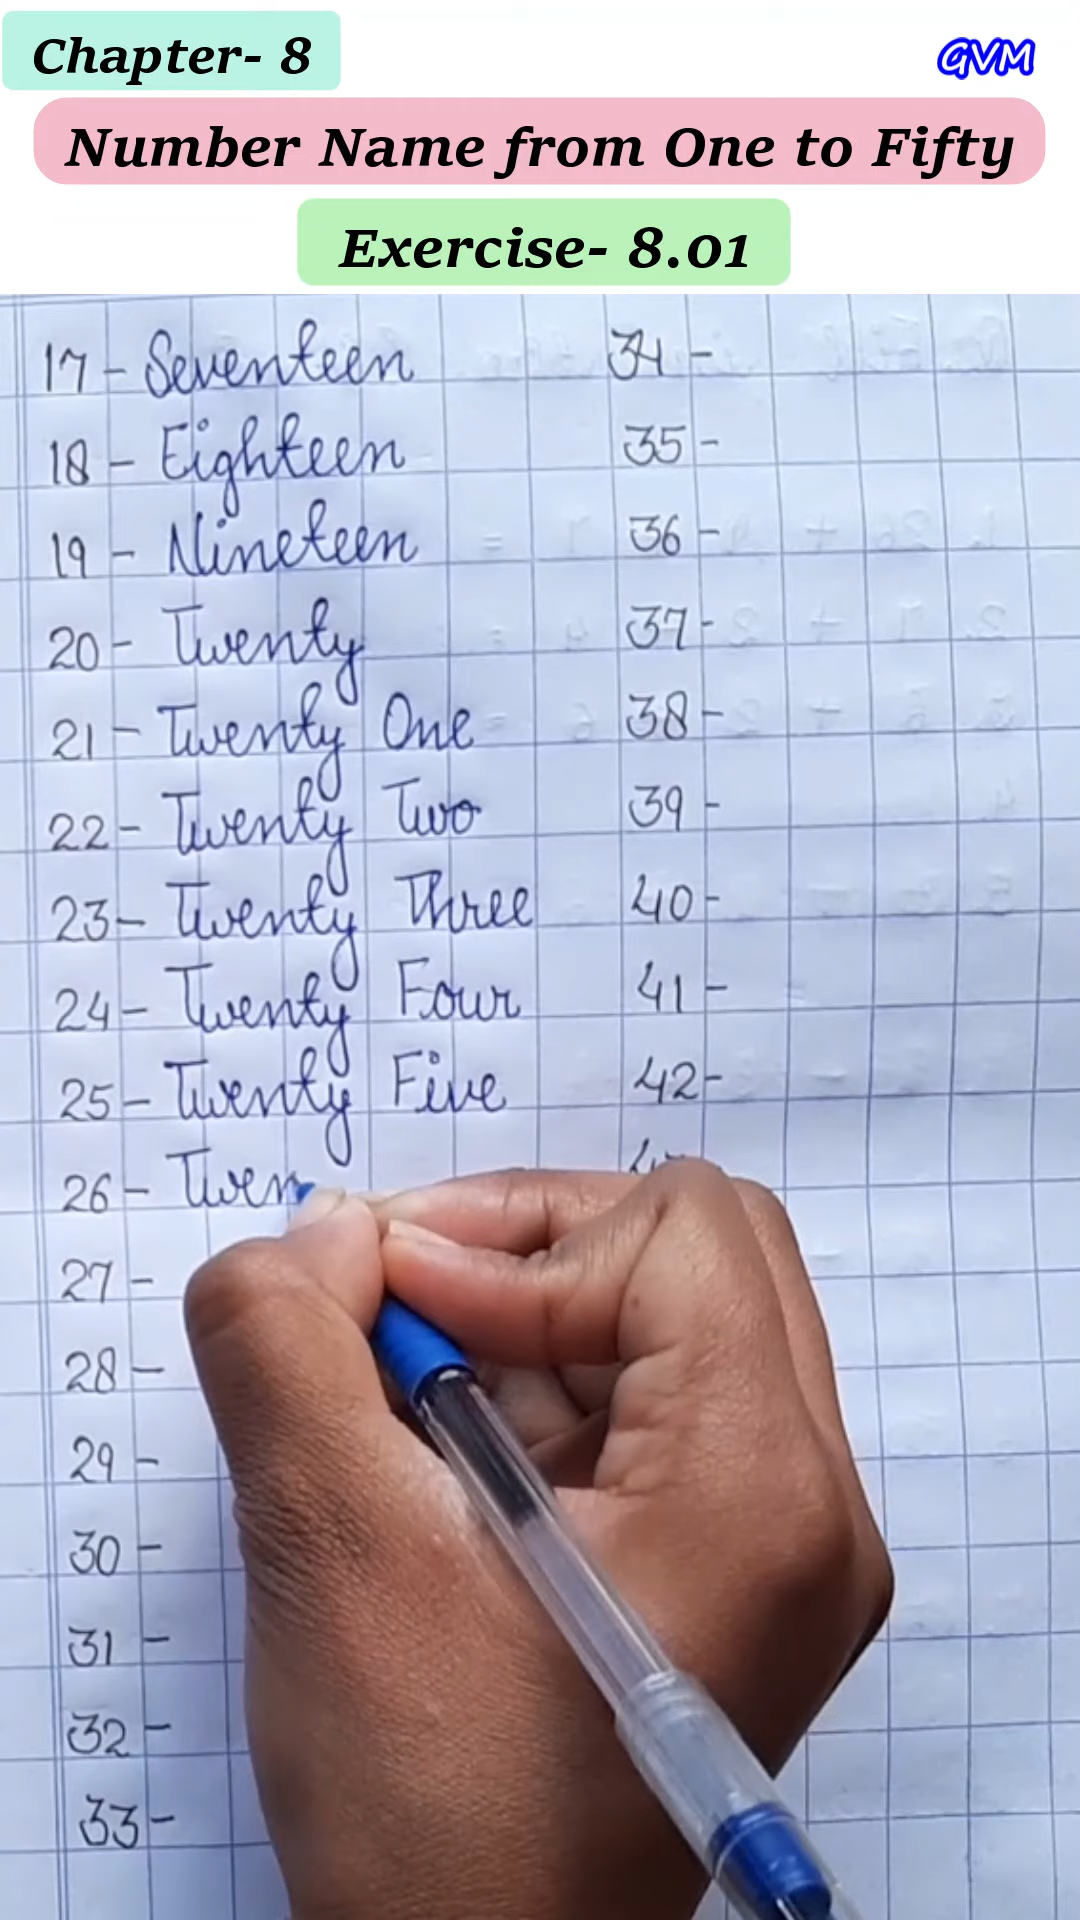 Chapter- 8
GVM
Number Name from One to Fifty
Exercise- 8.01
17 - Seventeen
18 - Eighteen
19 - Nineteen
20 - Twenty
21 - Twenty One
22 - Twenty Two
23 - Twenty Three
24 - Twenty Four
25 - Twenty Five
26 - Twen
27 -
28 -
29 -
30 -
31 -
32 -
33 -
34 -
35 -
36 -
37 -
38 -
39 -
40 -
41 -
42 -